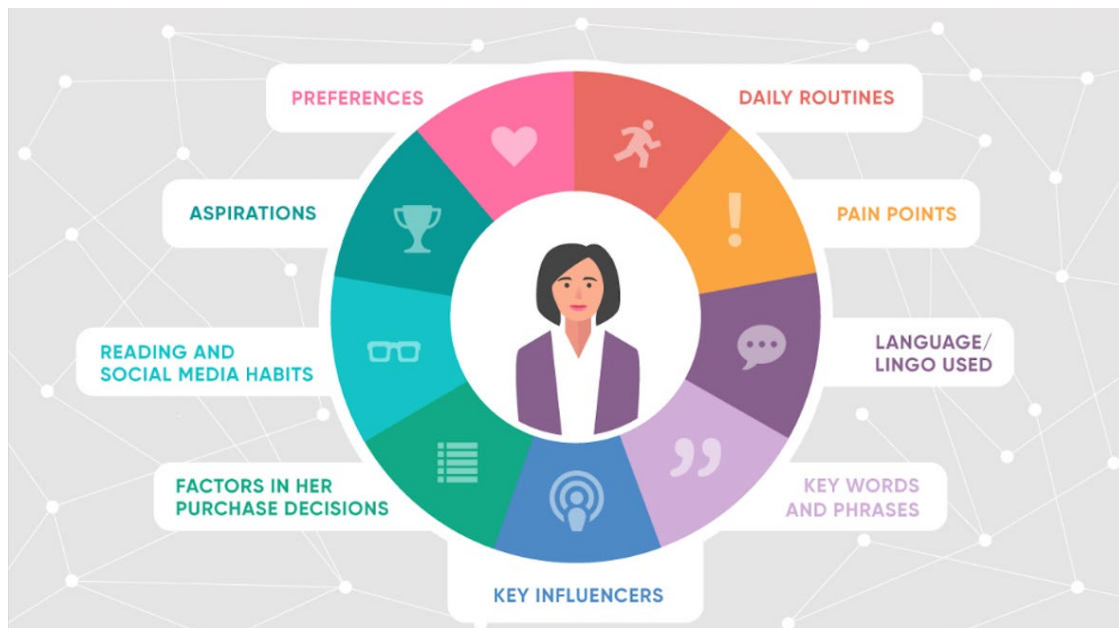 PREFERENCES
DAILY ROUTINES
ASPIRATIONS
PAIN POINTS
READING AND
SOCIAL MEDIA HABITS
LANGUAGE/
LINGO USED
FACTORS IN HER
PURCHASE DECISIONS
KEY WORDS
AND PHRASES
KEY INFLUENCERS